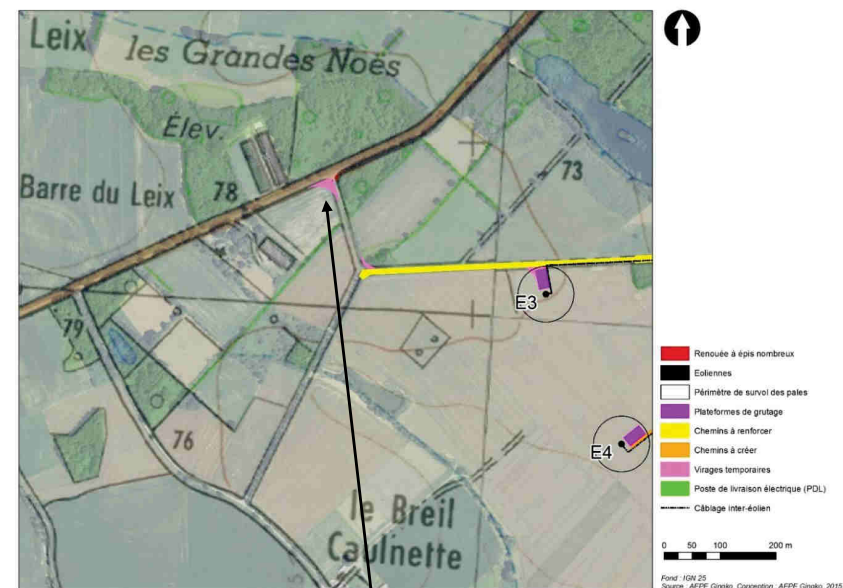 Leix
les Grandes Noës
Élev.
Barre du Leix
78
73
E3
79
76
E4
le Breil
Caulinette
Renouée à épis nombreux
Eoliennes
Périmètre de survol des pales
Plateformes de grutage
Chemins à renforcer
Chemins à créer
Virages temporaires
Poste de livraison électrique (PDL)
Câblage inter-éolien
0 50 100 200 m
Fond : IGN 25
Source : AEPE Gingko, Conception : AEPE Gingko, 2015